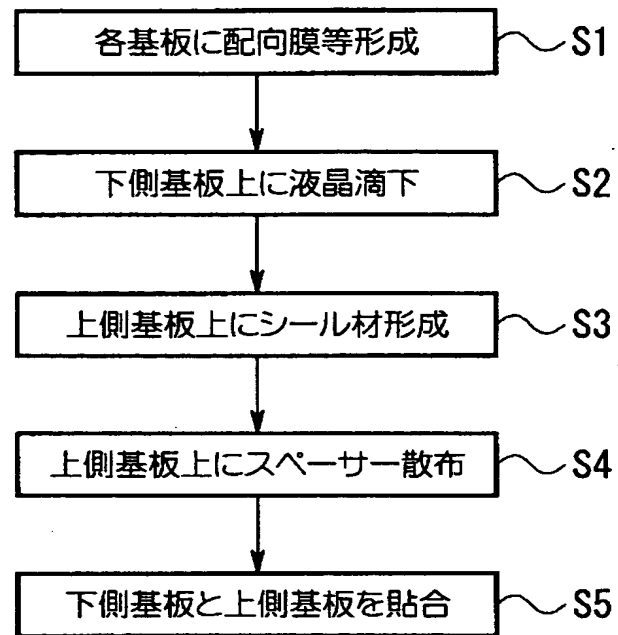 各基板に配向膜等形成 S1
下側基板上に液晶滴下 S2
上側基板上にシール材形成 S3
上側基板上にスペーサー散布 S4
下側基板と上側基板を貼合 S5